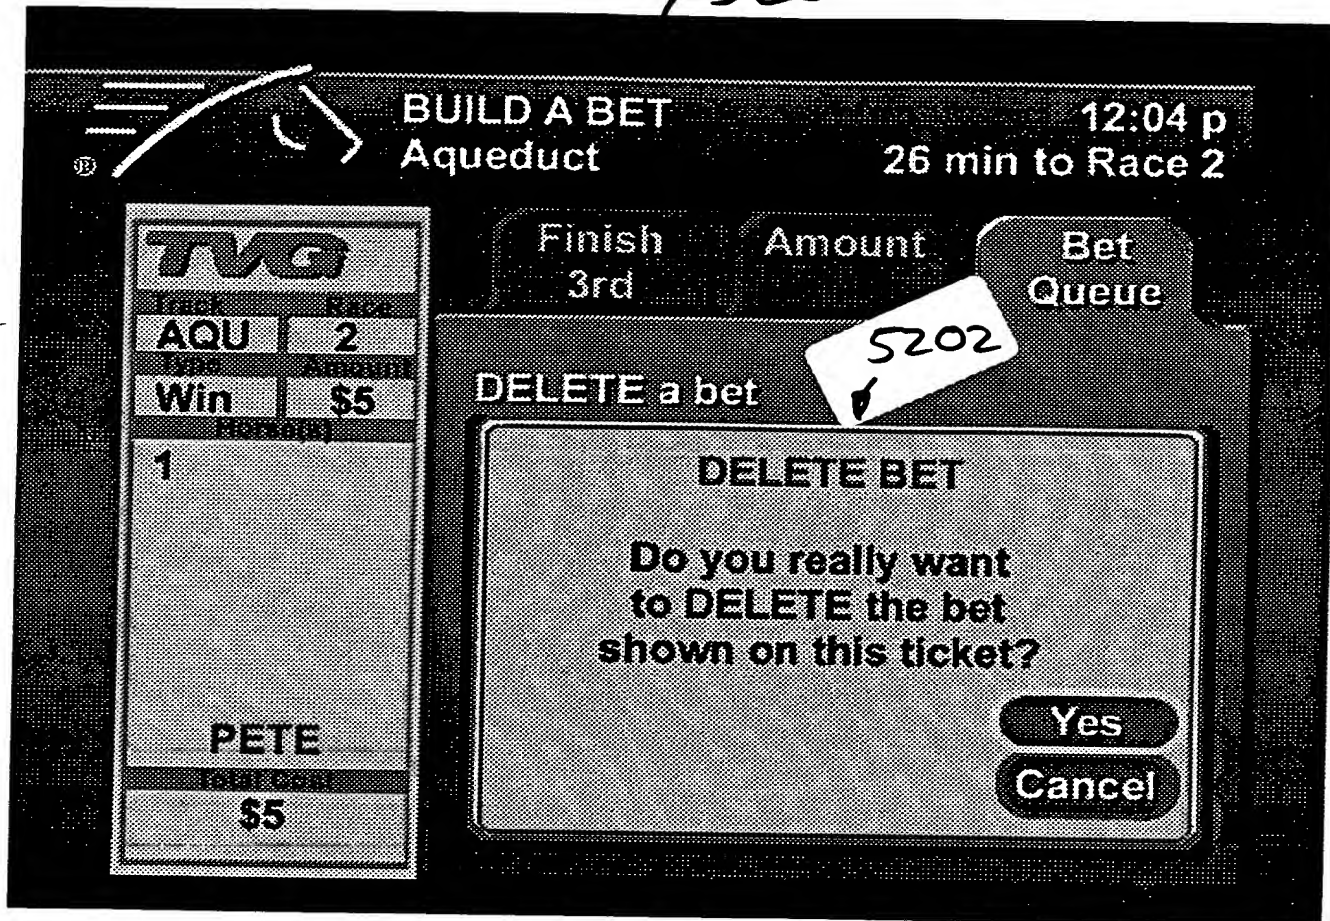 BUILD A BET
Aqueduct
12:04 p
26 min to Race 2
®
TVG
Track Race
AQU 2
Type Amount
Win $5
Horse(s)
1
PETE
Total Cost
$5
Finish
3rd
Amount
Bet
Queue
5202
DELETE a bet
DELETE BET
Do you really want
to DELETE the bet
shown on this ticket?
Yes
Cancel